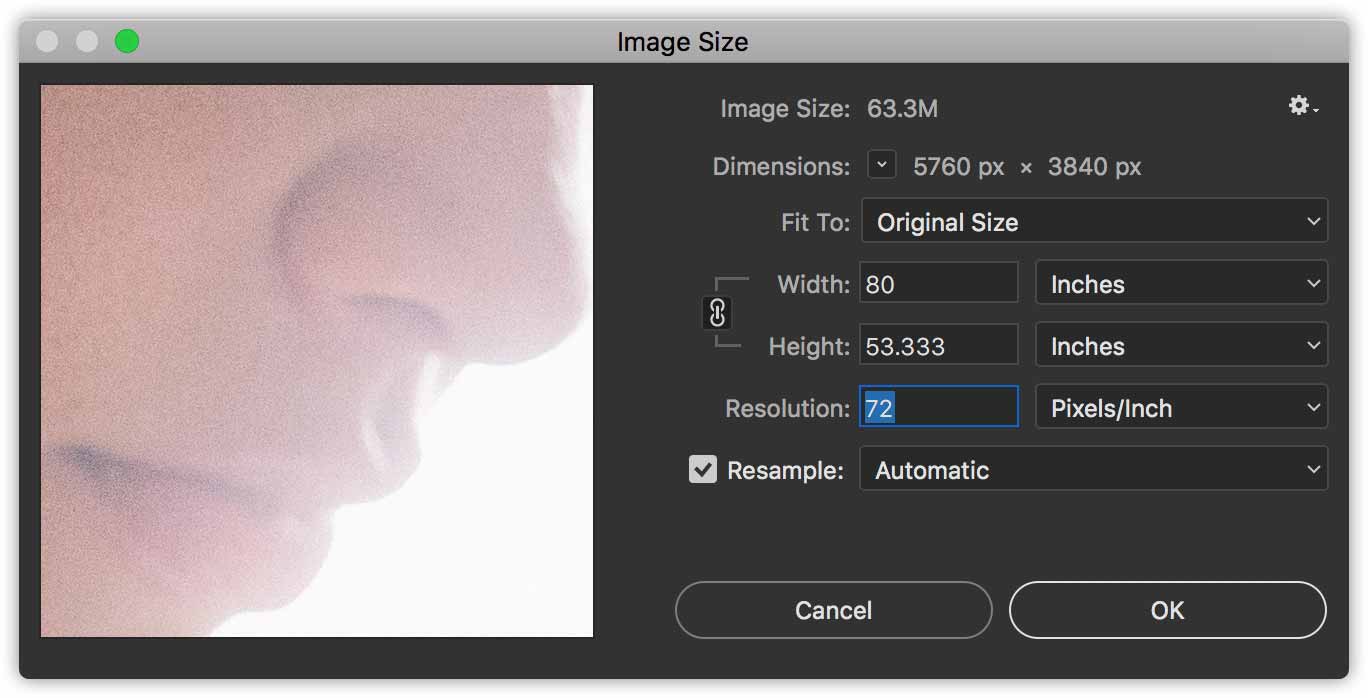 Image Size
Image Size: 63.3M
Dimensions: 5760 px × 3840 px
Fit To: Original Size
Width: 80 Inches
Height: 53.333 Inches
Resolution: 72 Pixels/Inch
Resample: Automatic
Cancel OK